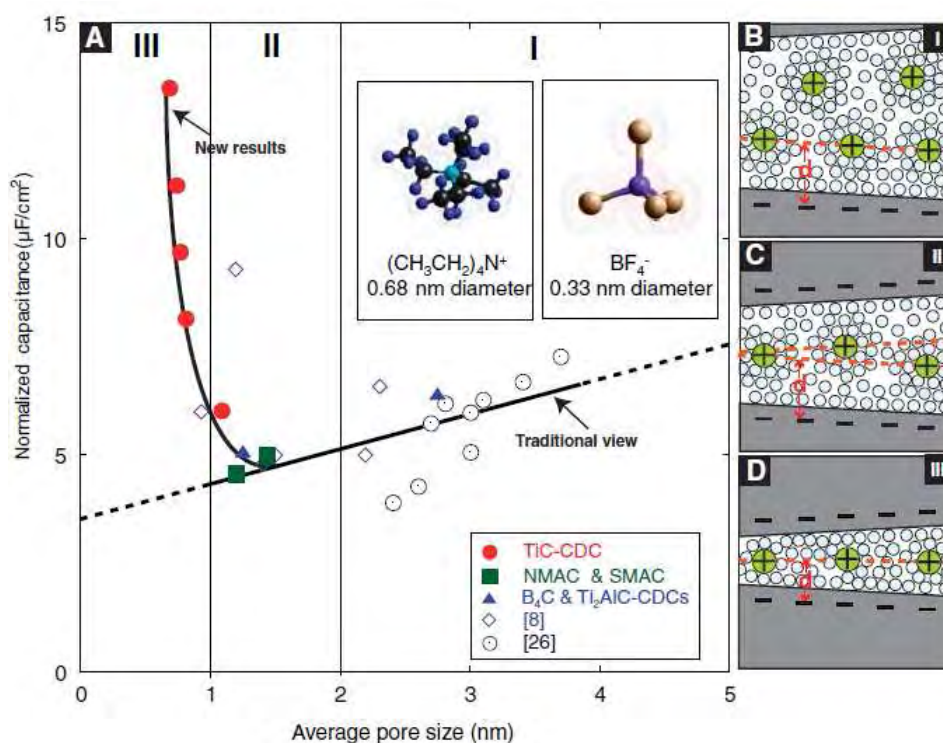 A
III
II
I
15
10
5
0
Normalized capacitance (µF/cm²)
New results
(CH₃CH₂)₄N⁺
0.68 nm diameter
BF₄⁻
0.33 nm diameter
Traditional view
TiC-CDC
NMAC & SMAC
B₄C & Ti₂AlC-CDCs
[8]
[26]
0 1 2 3 4 5
Average pore size (nm)
B
I
d
C
II
d
D
III
d